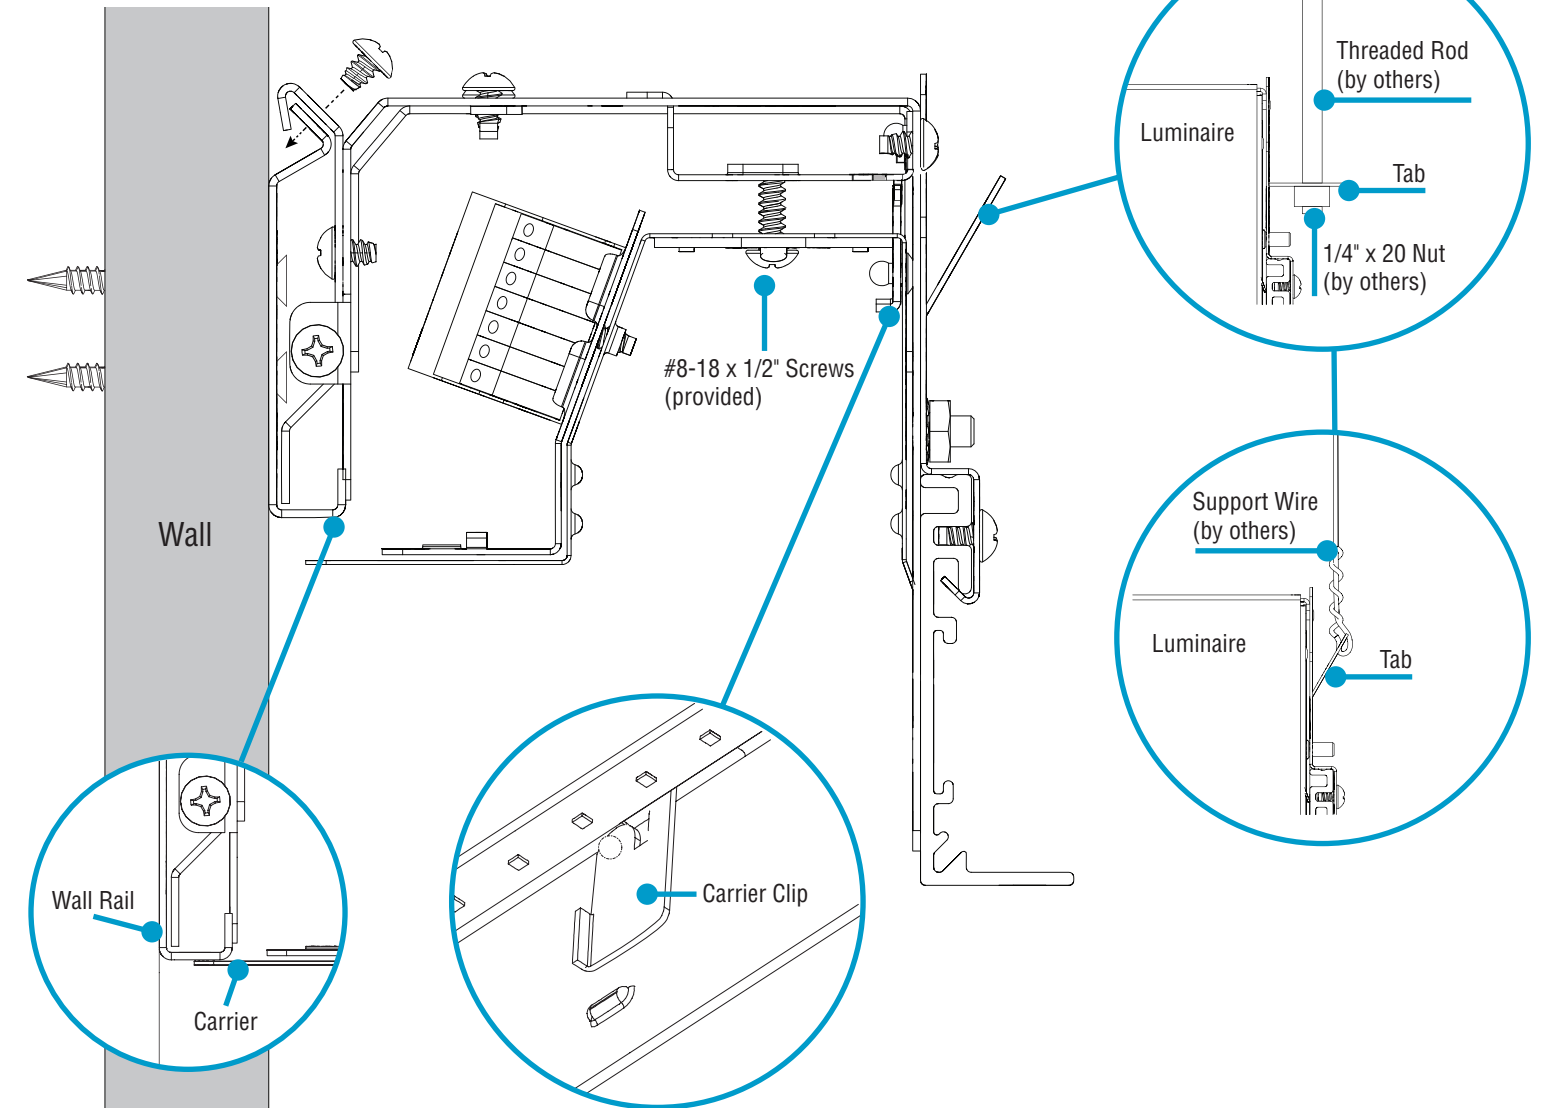 Threaded Rod
(by others)
Luminaire
Tab
1/4" x 20 Nut
(by others)
#8-18 x 1/2" Screws
(provided)
Wall
Support Wire
(by others)
Luminaire
Tab
Wall Rail
Carrier
Carrier Clip